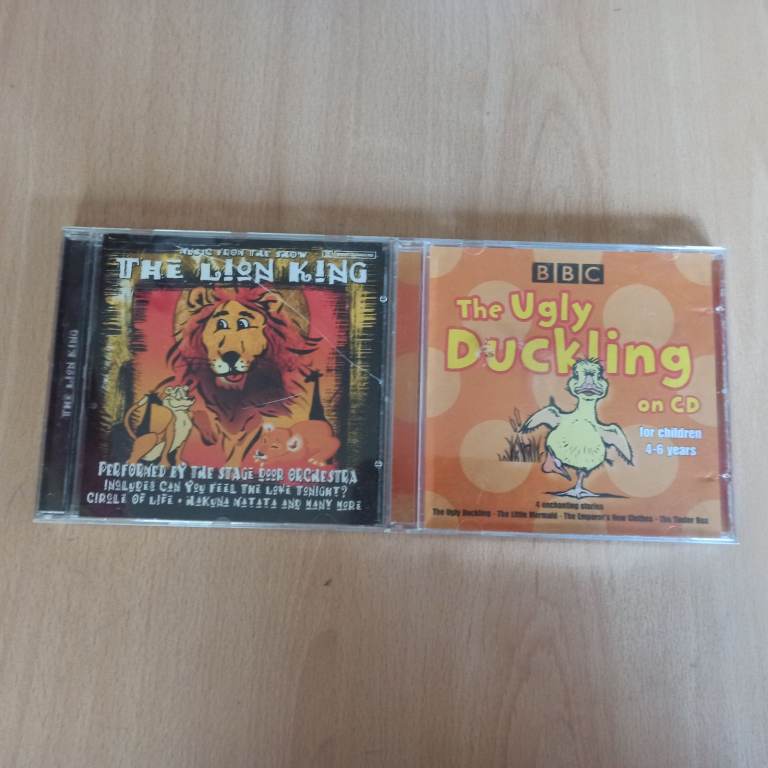 THE LION KING
MUSIC FROM THE SHOW
THE LION KING
PERFORMED BY THE STAGE DOOR ORCHESTRA
INCLUDES CAN YOU FEEL THE LOVE TONIGHT?
CIRCLE OF LIFE • HAKUNA MATATA AND MANY MORE
BBC
The Ugly
Duckling
on CD
for children
4-6 years
4 enchanting stories
The Ugly Duckling - The Little Mermaid - The Emperor's New Clothes - The Tinder Box